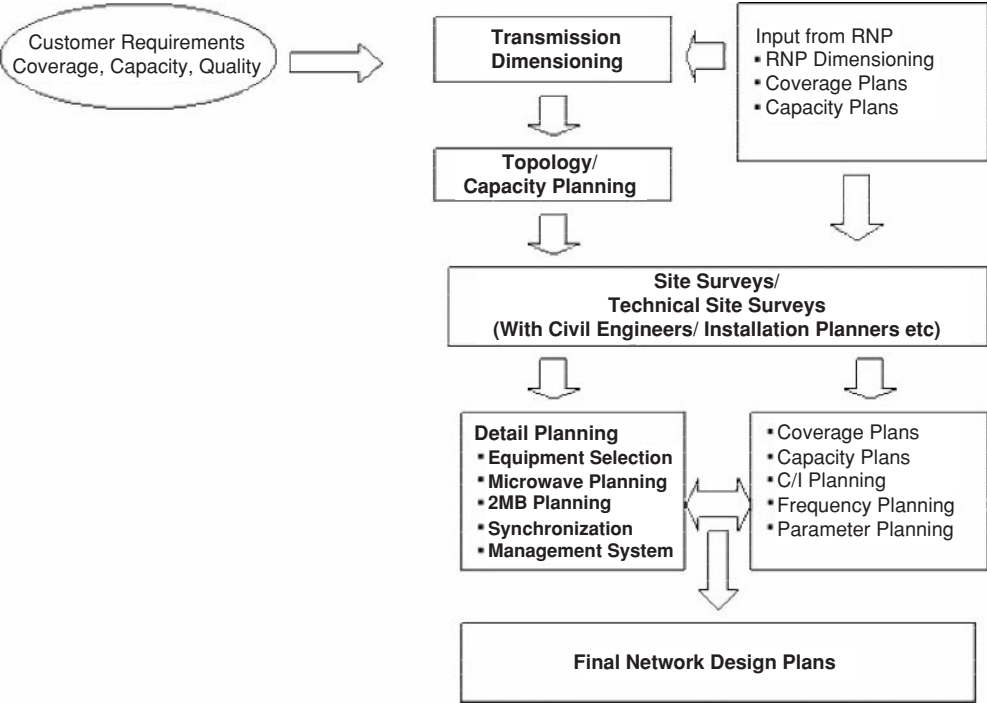 Customer Requirements
Coverage, Capacity, Quality
Transmission
Dimensioning
Input from RNP
▪ RNP Dimensioning
▪ Coverage Plans
▪ Capacity Plans
Topology/
Capacity Planning
Site Surveys/
Technical Site Surveys
(With Civil Engineers/ Installation Planners etc)
Detail Planning
▪ Equipment Selection
▪ Microwave Planning
▪ 2MB Planning
▪ Synchronization
▪ Management System
▪ Coverage Plans
▪ Capacity Plans
▪ C/I Planning
▪ Frequency Planning
▪ Parameter Planning
Final Network Design Plans